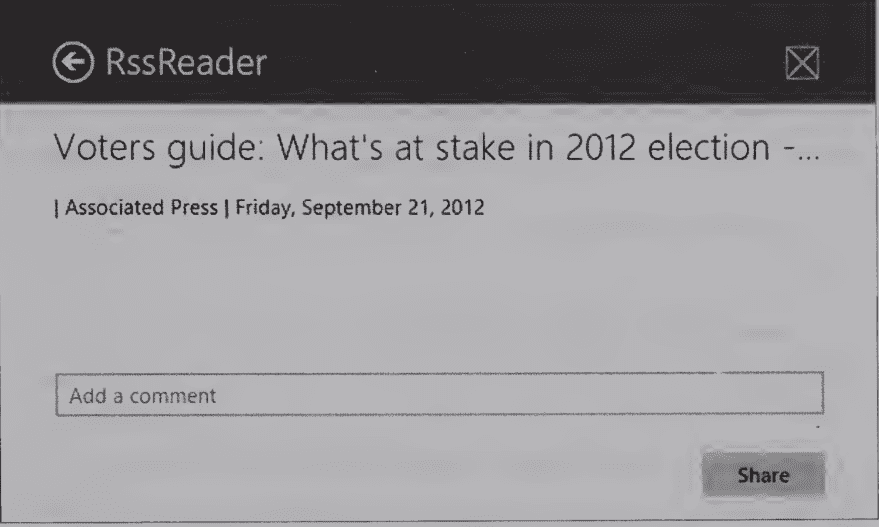 RssReader
Voters guide: What's at stake in 2012 election -...
| Associated Press | Friday, September 21, 2012
Add a comment
Share